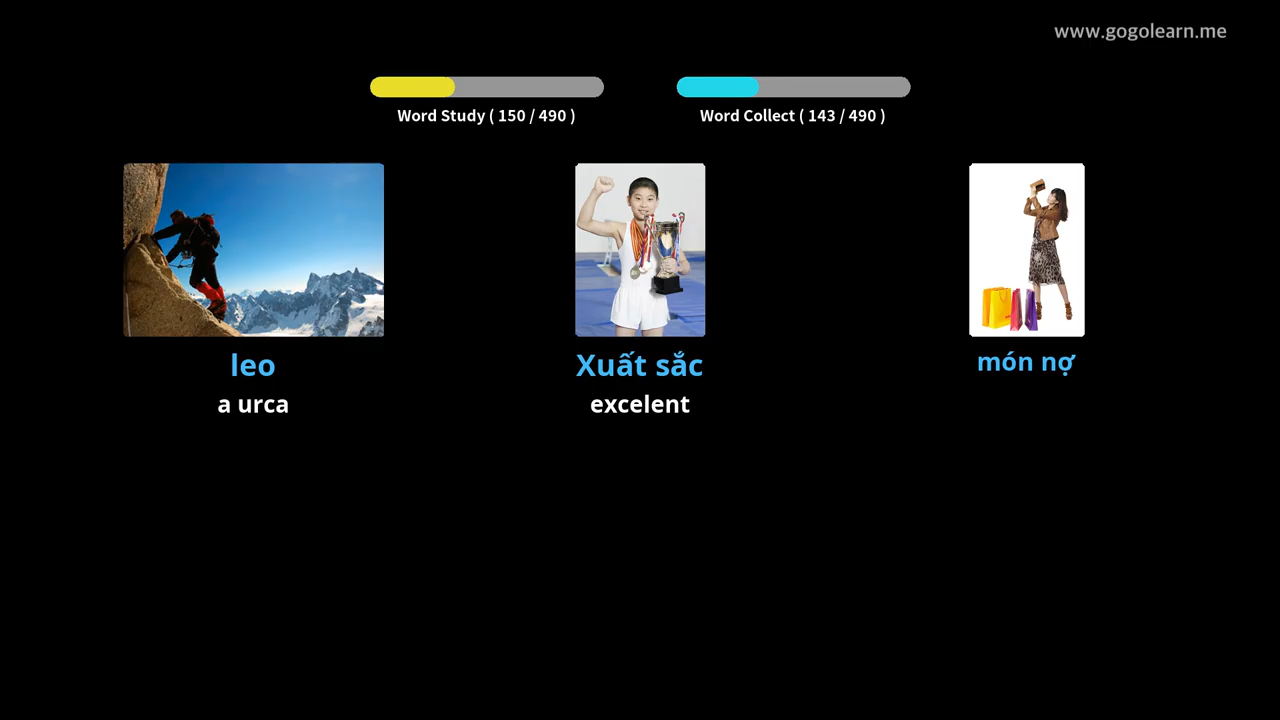 www.gogolearn.me
Word Study ( 150 / 490 )
Word Collect ( 143 / 490 )
leo
a urca
Xuất sắc
excelent
món nợ